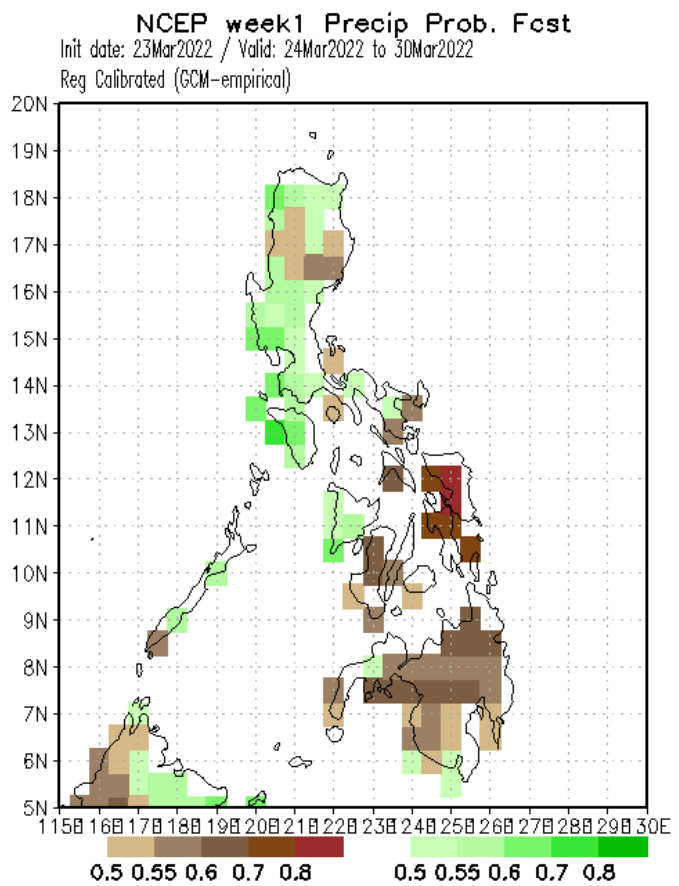 NCEP week1 Precip Prob. Fcst
Init date: 23Mar2022 / Valid: 24Mar2022 to 30Mar2022
Reg Calibrated (GCM-empirical)
20N
19N
18N
17N
16N
15N
14N
13N
12N
11N
10N
9N
8N
7N
6N
5N
0.5 0.55 0.6 0.7 0.8 0.5 0.55 0.6 0.7 0.8